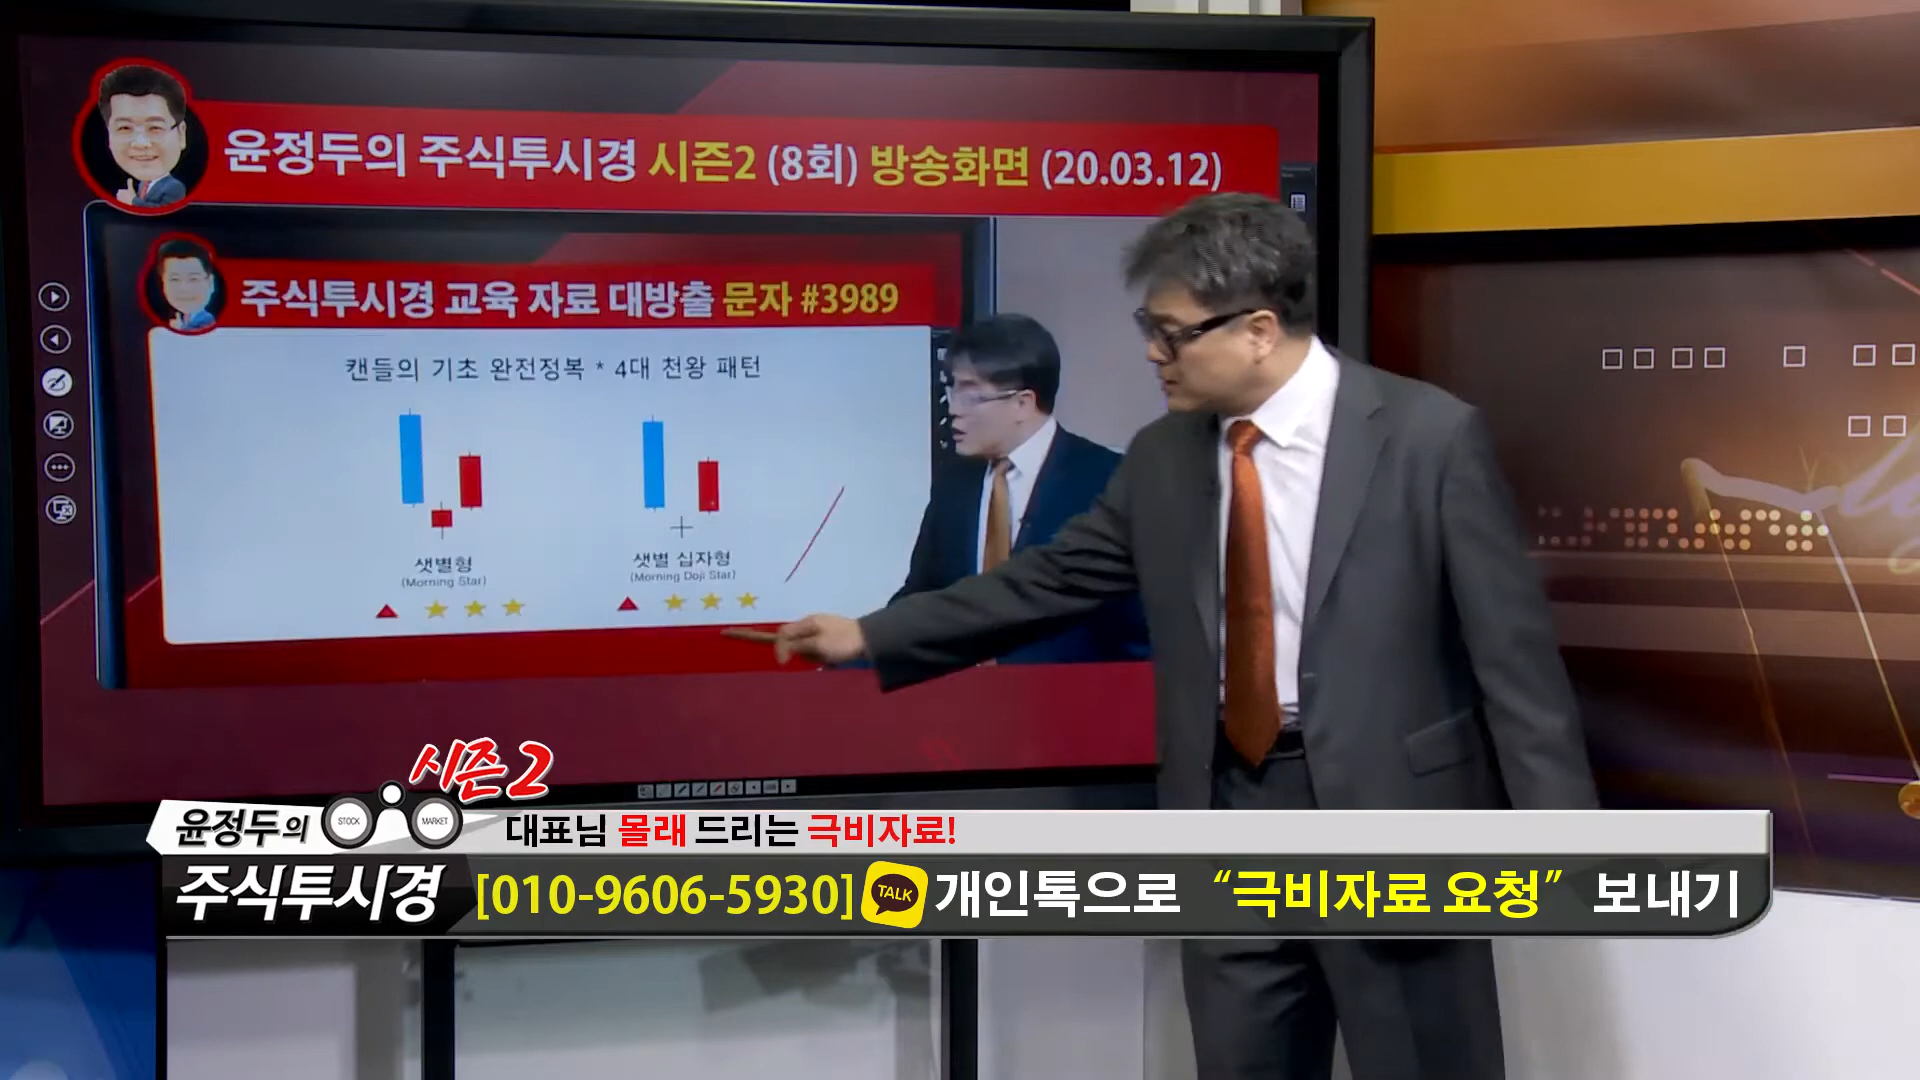 윤정두의 주식투시경 시즌2 (8회) 방송화면 (20.03.12)
주식투시경 교육 자료 대방출 문자 #3989
캔들의 기초 완전정복 * 4대 천왕 패턴
샛별형
(Morning Star)
샛별 십자형
(Morning Doji Star)
시즌2
윤정두의
STOCK
MARKET
주식투시경
대표님 몰래 드리는 극비자료!
[010-9606-5930] TALK 개인톡으로 “극비자료 요청” 보내기